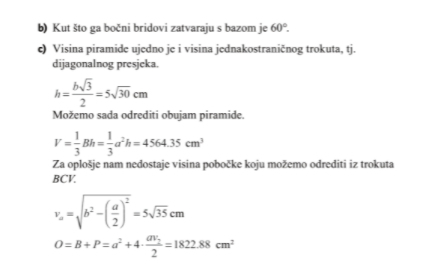 b) Kut što ga bočni bridovi zatvaraju s bazom je 60°.
c) Visina piramide ujedno je i visina jednakostraničnog trokuta, tj.
dijagonalnog presjeka.
h = b√3/2 = 5√30 cm
Možemo sada odrediti obujam piramide.
V = 1/3 Bh = 1/3 a²h = 4564.35 cm³
Za oplošje nam nedostaje visina pobočke koju možemo odrediti iz trokuta
BCV.
vₐ = √(b² − (a/2)²) = 5√35 cm
O = B + P = a² + 4 · avₐ/2 = 1822.88 cm²